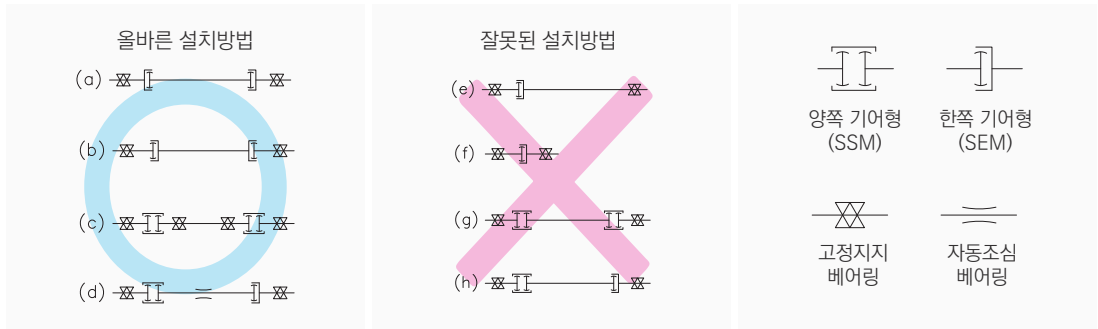 올바른 설치방법
(a)
(b)
(c)
(d)
잘못된 설치방법
(e)
(f)
(g)
(h)
양쪽 기어형
(SSM)
한쪽 기어형
(SEM)
고정지지
베어링
자동조심
베어링